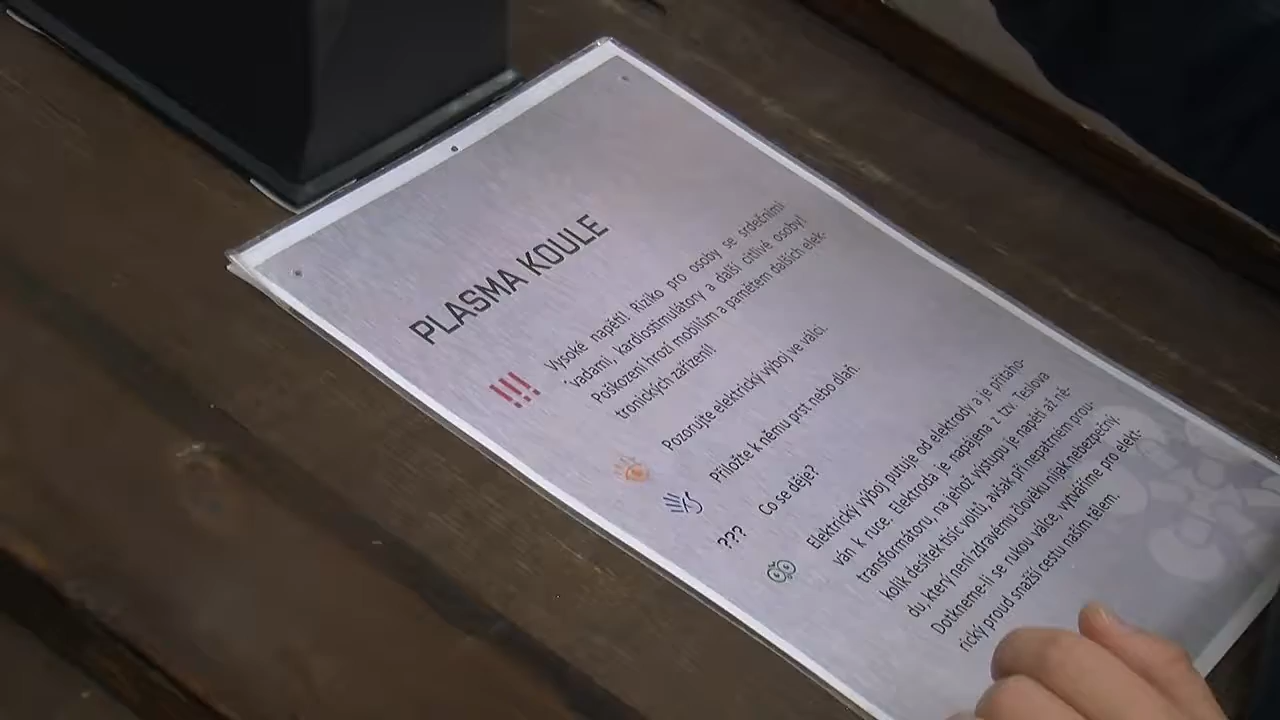 PLASMA KOULE
!!! Vysoké napětí! Riziko pro osoby se srdečními
vadami, kardiostimulátory a další citlivé osoby!
Poškození hrozí mobilům a pamětem dalších elek-
tronických zařízení!
Pozorujte elektrický výboj ve válci.
Přiložte k němu prst nebo dlaň.
??? Co se děje?
Elektrický výboj putuje od elektrody a je přitaho-
ván k ruce. Elektroda je napájena z tzv. Teslova
transformátoru, na jehož výstupu je napětí až ně-
kolik desítek tisíc voltů, avšak při nepatrném prou-
du, který není zdravému člověku nijak nebezpečný.
Dotkneme-li se rukou válce, vytváříme pro elekt-
rický proud snažší cestu naším tělem.